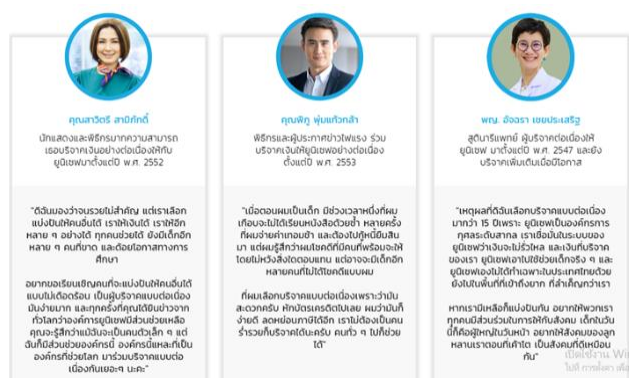 คุณสาวิตรี สามิภักดิ์
นักแสดงและพิธีกรมากความสามารถ
เธอบริจาคเงินอย่างต่อเนื่องให้กับ
ยูนิเซฟมาตั้งแต่ปี พ.ศ. 2552
"ดิฉันมองว่าจนรวยไม่สำคัญ แต่เราเลือก
แบ่งปันให้คนอื่นได้ เราให้เงินได้ เราให้อีก
หลาย ๆ อย่างได้ ทุกคนช่วยได้ ยังมีเด็กอีก
หลาย ๆ คนที่ขาด และด้อยโอกาสทางการ
ศึกษา
อยากขอเรียนเชิญคนที่จะแบ่งปันให้คนอื่นได้
แบบไม่เดือดร้อน เป็นผู้บริจาคแบบต่อเนื่อง
มันง่ายมาก และทุกครั้งที่คุณได้ยินข่าวจาก
ทั่วโลกว่าองค์การยูนิเซฟมีส่วนช่วยเหลือ
คุณจะรู้สึกว่าแม้ฉันจะเป็นคนตัวเล็ก ๆ แต่
ฉันก็มีส่วนช่วยองค์กรนี้ องค์กรนี้แหละที่เป็น
องค์กรที่ช่วยโลก มาร่วมบริจาคแบบต่อ
เนื่องกันเยอะๆ นะคะ"
คุณพิภู พุ่มแก้วกล้า
พิธีกรและผู้ประกาศข่าวไฟแรง ร่วม
บริจาคเงินให้ยูนิเซฟอย่างต่อเนื่อง
ตั้งแต่ปี พ.ศ. 2553
"เมื่อตอนผมเป็นเด็ก มีช่วงเวลาหนึ่งที่ผม
เกือบจะไม่ได้เรียนหนังสือด้วยซ้ำ หลายครั้ง
ที่ผมจ่ายค่าเทอมช้า และต้องไปกู้หนี้ยืมสิน
มา แต่ผมรู้สึกว่าผมโชคดีที่มีคนที่พร้อมจะให้
โดยไม่หวังสิ่งใดตอบแทน แต่อาจจะมีเด็กอีก
หลายคนที่ไม่ได้โชคดีแบบผม
ที่ผมเลือกบริจาคแบบต่อเนื่องเพราะว่ามัน
สะดวกครับ หักบัตรเครดิตไปเลย ผมว่ามันก็
ง่ายดี ลดหย่อนภาษีได้อีก เราไม่ต้องเป็นคน
ร่ำรวยก็บริจาคได้นะครับ คนทั่ว ๆ ไปก็ช่วย
ได้"
พญ. อัจฉรา เชยประเสริฐ
สูตินารีแพทย์ ผู้บริจาคต่อเนื่องให้
ยูนิเซฟ มาตั้งแต่ปี พ.ศ. 2547 และยัง
บริจาคเพิ่มเติมเมื่อมีโอกาส
"เหตุผลที่ดิฉันเลือกบริจาคแบบต่อเนื่อง
มากว่า 15 ปีเพราะ ยูนิเซฟเป็นองค์การการ
กุศลระดับสากล เราเชื่อมั่นในระบบของ
ยูนิเซฟว่าเงินจะไม่รั่วไหล และเงินที่บริจาค
ของเรา ยูนิเซฟเอาไปใช้ช่วยเด็กจริง ๆ และ
ยูนิเซฟเองไม่ได้ทำเฉพาะในประเทศไทยด้วย
ยังไปในพื้นที่ที่เข้าถึงยาก ที่ลำเค็ญกว่าเรา
หากเรามีเหลือก็แบ่งปันกัน อยากให้พวกเรา
ทุกคนมีส่วนร่วมในการให้กับสังคม เด็กในวัน
นี้ก็คือผู้ใหญ่ในวันหน้า อยากให้สังคมของลูก
หลานเราตอนที่เค้าโต เป็นสังคมที่ดีเหมือน
กัน"
เปิดใช้งาน Wi
ไปที่ การตั้งค่า เพื่อ